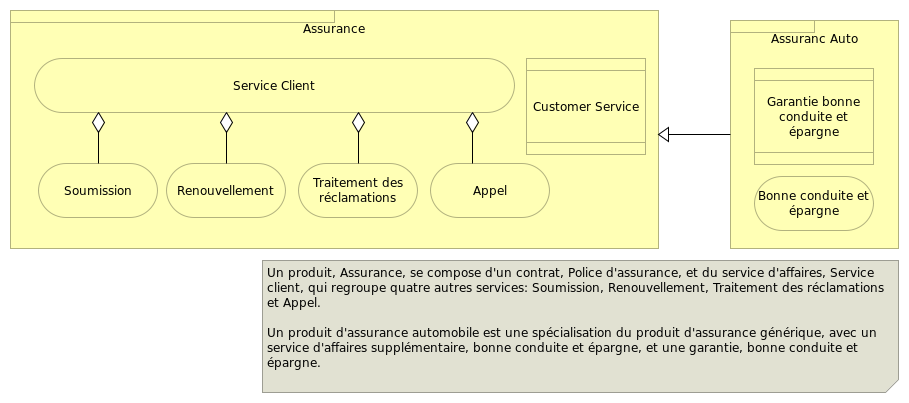 Assurance
Assuranc Auto
Service Client
Customer Service
Garantie bonne
conduite et
épargne
Soumission
Renouvellement
Traitement des
réclamations
Appel
Bonne conduite et
épargne
Un produit, Assurance, se compose d'un contrat, Police d'assurance, et du service d'affaires, Service
client, qui regroupe quatre autres services: Soumission, Renouvellement, Traitement des réclamations
et Appel.
Un produit d'assurance automobile est une spécialisation du produit d'assurance générique, avec un
service d'affaires supplémentaire, bonne conduite et épargne, et une garantie, bonne conduite et
épargne.